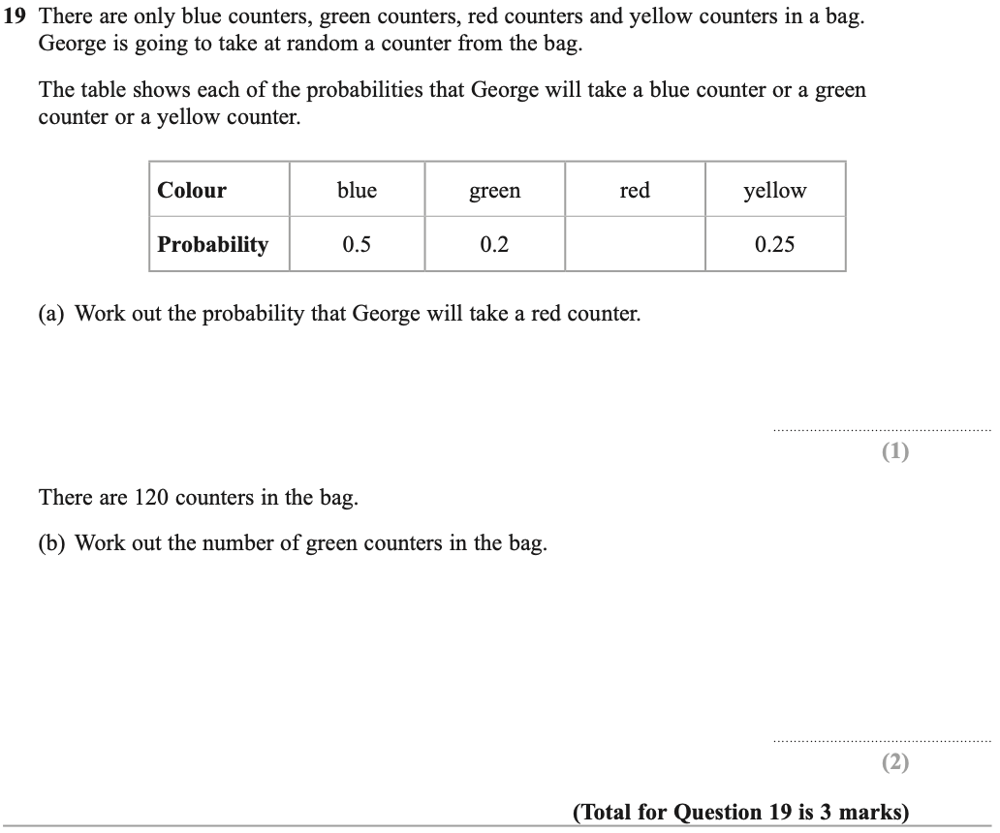 19 There are only blue counters, green counters, red counters and yellow counters in a bag.
George is going to take at random a counter from the bag.
The table shows each of the probabilities that George will take a blue counter or a green
counter or a yellow counter.
Colour blue green red yellow
Probability 0.5 0.2 0.25
(a) Work out the probability that George will take a red counter.
(1)
There are 120 counters in the bag.
(b) Work out the number of green counters in the bag.
(2)
(Total for Question 19 is 3 marks)